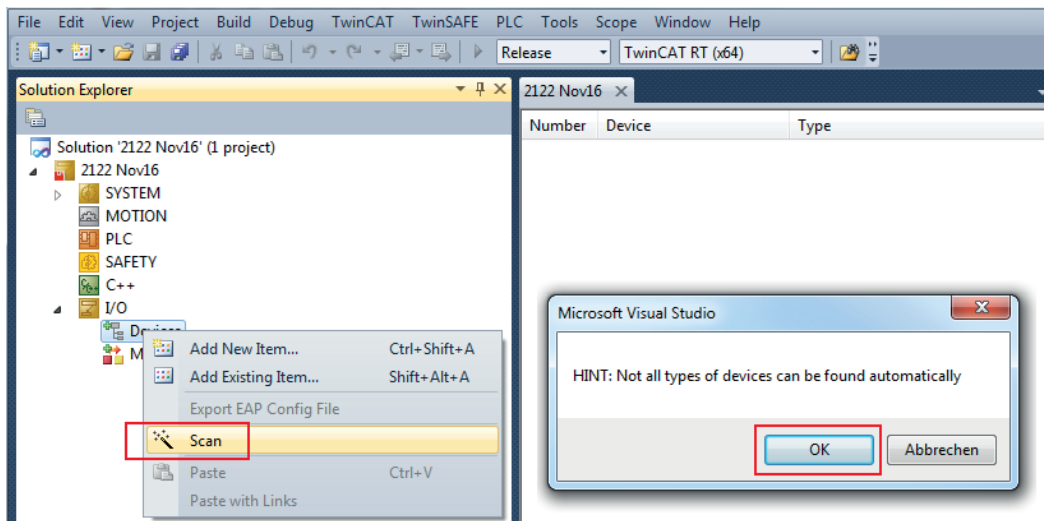 File Edit View Project Build Debug TwinCAT TwinSAFE PLC Tools Scope Window Help
Release TwinCAT RT (x64)
Solution Explorer
2122 Nov16
Number Device Type
Solution '2122 Nov16' (1 project)
2122 Nov16
SYSTEM
MOTION
PLC
SAFETY
C++
I/O
Devices
M
Add New Item... Ctrl+Shift+A
Add Existing Item... Shift+Alt+A
Export EAP Config File
Scan
Paste Ctrl+V
Paste with Links
Microsoft Visual Studio
HINT: Not all types of devices can be found automatically
OK Abbrechen